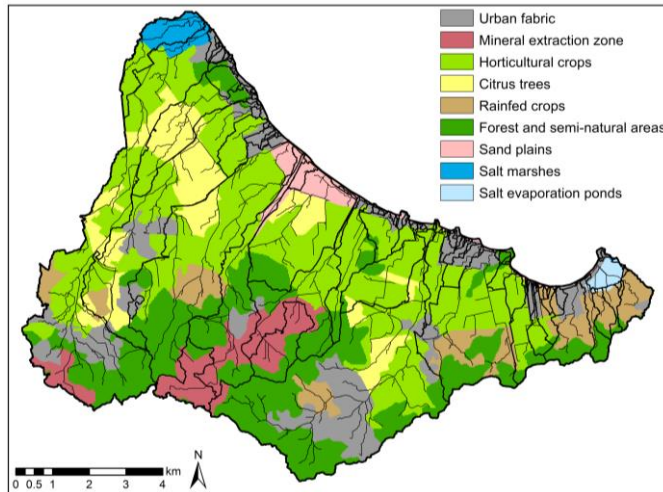 Urban fabric
Mineral extraction zone
Horticultural crops
Citrus trees
Rainfed crops
Forest and semi-natural areas
Sand plains
Salt marshes
Salt evaporation ponds
N
km
0 0.5 1 2 3 4